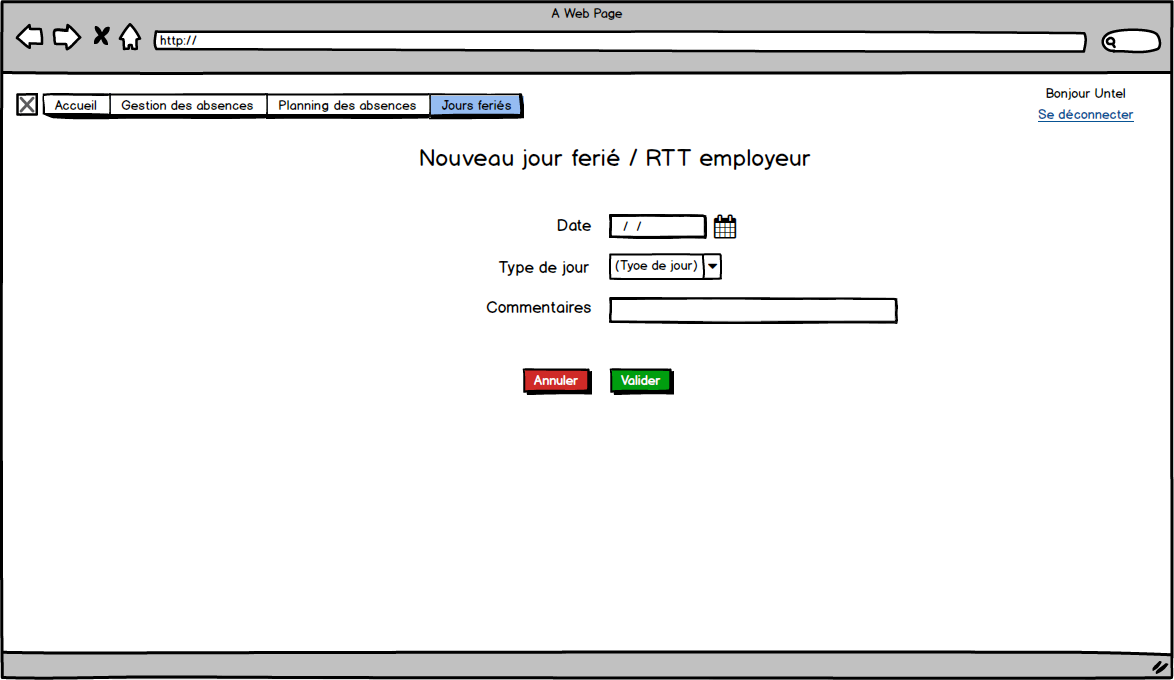 A Web Page
http://
Accueil Gestion des absences Planning des absences Jours feriés
Bonjour Untel
Se déconnecter
Nouveau jour ferié / RTT employeur
Date / /
Type de jour (Tyoe de jour)
Commentaires
Annuler Valider